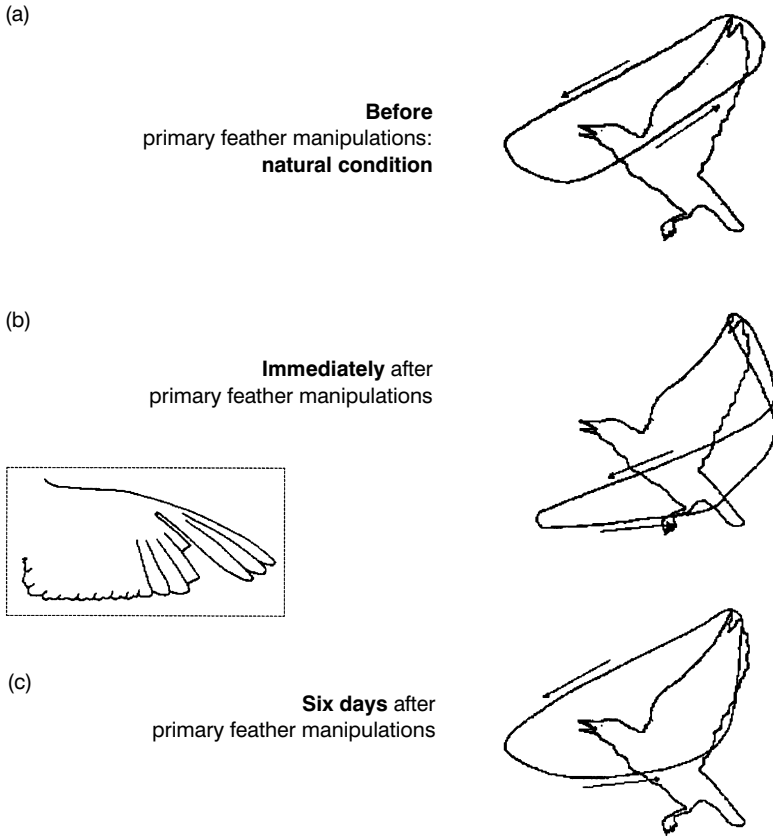 (a)
Before
primary feather manipulations:
natural condition
(b)
Immediately after
primary feather manipulations
(c)
Six days after
primary feather manipulations